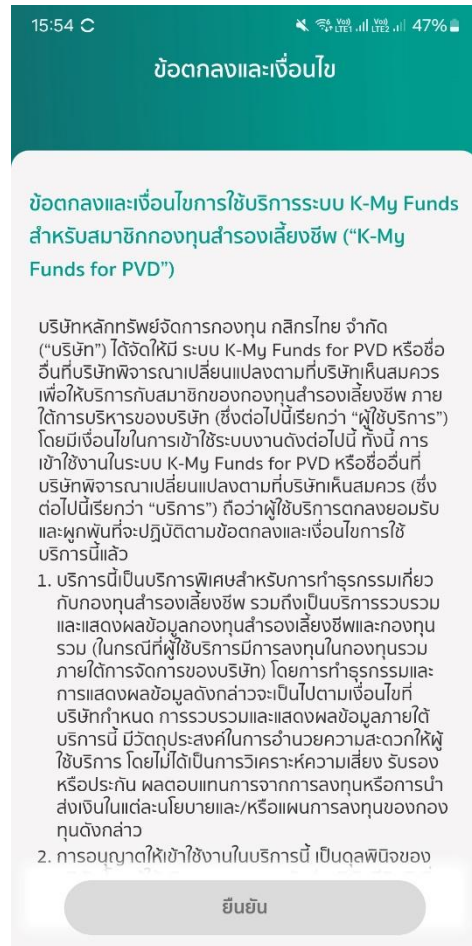 15:54
Vo)) LTE1 Vo)) LTE2 47%
ข้อตกลงและเงื่อนไข
ข้อตกลงและเงื่อนไขการใช้บริการระบบ K-My Funds
สำหรับสมาชิกกองทุนสำรองเลี้ยงชีพ (“K-My
Funds for PVD”)
บริษัทหลักทรัพย์จัดการกองทุน กสิกรไทย จำกัด
(“บริษัท”) ได้จัดให้มี ระบบ K-My Funds for PVD หรือชื่อ
อื่นที่บริษัทพิจารณาเปลี่ยนแปลงตามที่บริษัทเห็นสมควร
เพื่อให้บริการกับสมาชิกของกองทุนสำรองเลี้ยงชีพ ภาย
ใต้การบริหารของบริษัท (ซึ่งต่อไปนี้เรียกว่า “ผู้ใช้บริการ”)
โดยมีเงื่อนไขในการเข้าใช้ระบบงานดังต่อไปนี้ ทั้งนี้ การ
เข้าใช้งานในระบบ K-My Funds for PVD หรือชื่ออื่นที่
บริษัทพิจารณาเปลี่ยนแปลงตามที่บริษัทเห็นสมควร (ซึ่ง
ต่อไปนี้เรียกว่า “บริการ”) ถือว่าผู้ใช้บริการตกลงยอมรับ
และผูกพันที่จะปฏิบัติตามข้อตกลงและเงื่อนไขการใช้
บริการนี้แล้ว
1. บริการนี้เป็นบริการพิเศษสำหรับการทำธุรกรรมเกี่ยว
กับกองทุนสำรองเลี้ยงชีพ รวมถึงเป็นบริการรวบรวม
และแสดงผลข้อมูลกองทุนสำรองเลี้ยงชีพและกองทุน
รวม (ในกรณีที่ผู้ใช้บริการมีการลงทุนในกองทุนรวม
ภายใต้การจัดการของบริษัท) โดยการทำธุรกรรมและ
การแสดงผลข้อมูลดังกล่าวจะเป็นไปตามเงื่อนไขที่
บริษัทกำหนด การรวบรวมและแสดงผลข้อมูลภายใต้
บริการนี้ มีวัตถุประสงค์ในการอำนวยความสะดวกให้ผู้
ใช้บริการ โดยไม่ได้เป็นการวิเคราะห์ความเสี่ยง รับรอง
หรือประกัน ผลตอบแทนการจากการลงทุนหรือการนำ
ส่งเงินในแต่ละนโยบายและ/หรือแผนการลงทุนของกอง
ทุนดังกล่าว
2. การอนุญาตให้เข้าใช้งานในบริการนี้ เป็นดุลพินิจของ
ยืนยัน